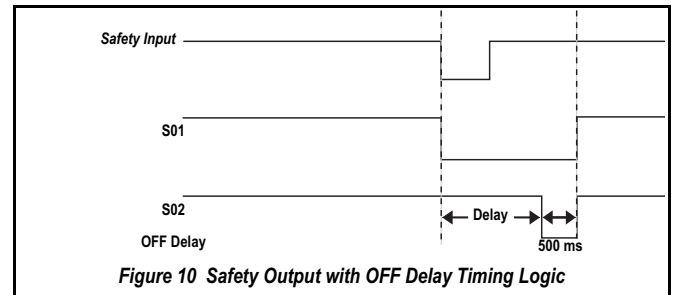 Safety Input
S01
S02
Delay
OFF Delay
500 ms
Figure 10 Safety Output with OFF Delay Timing Logic